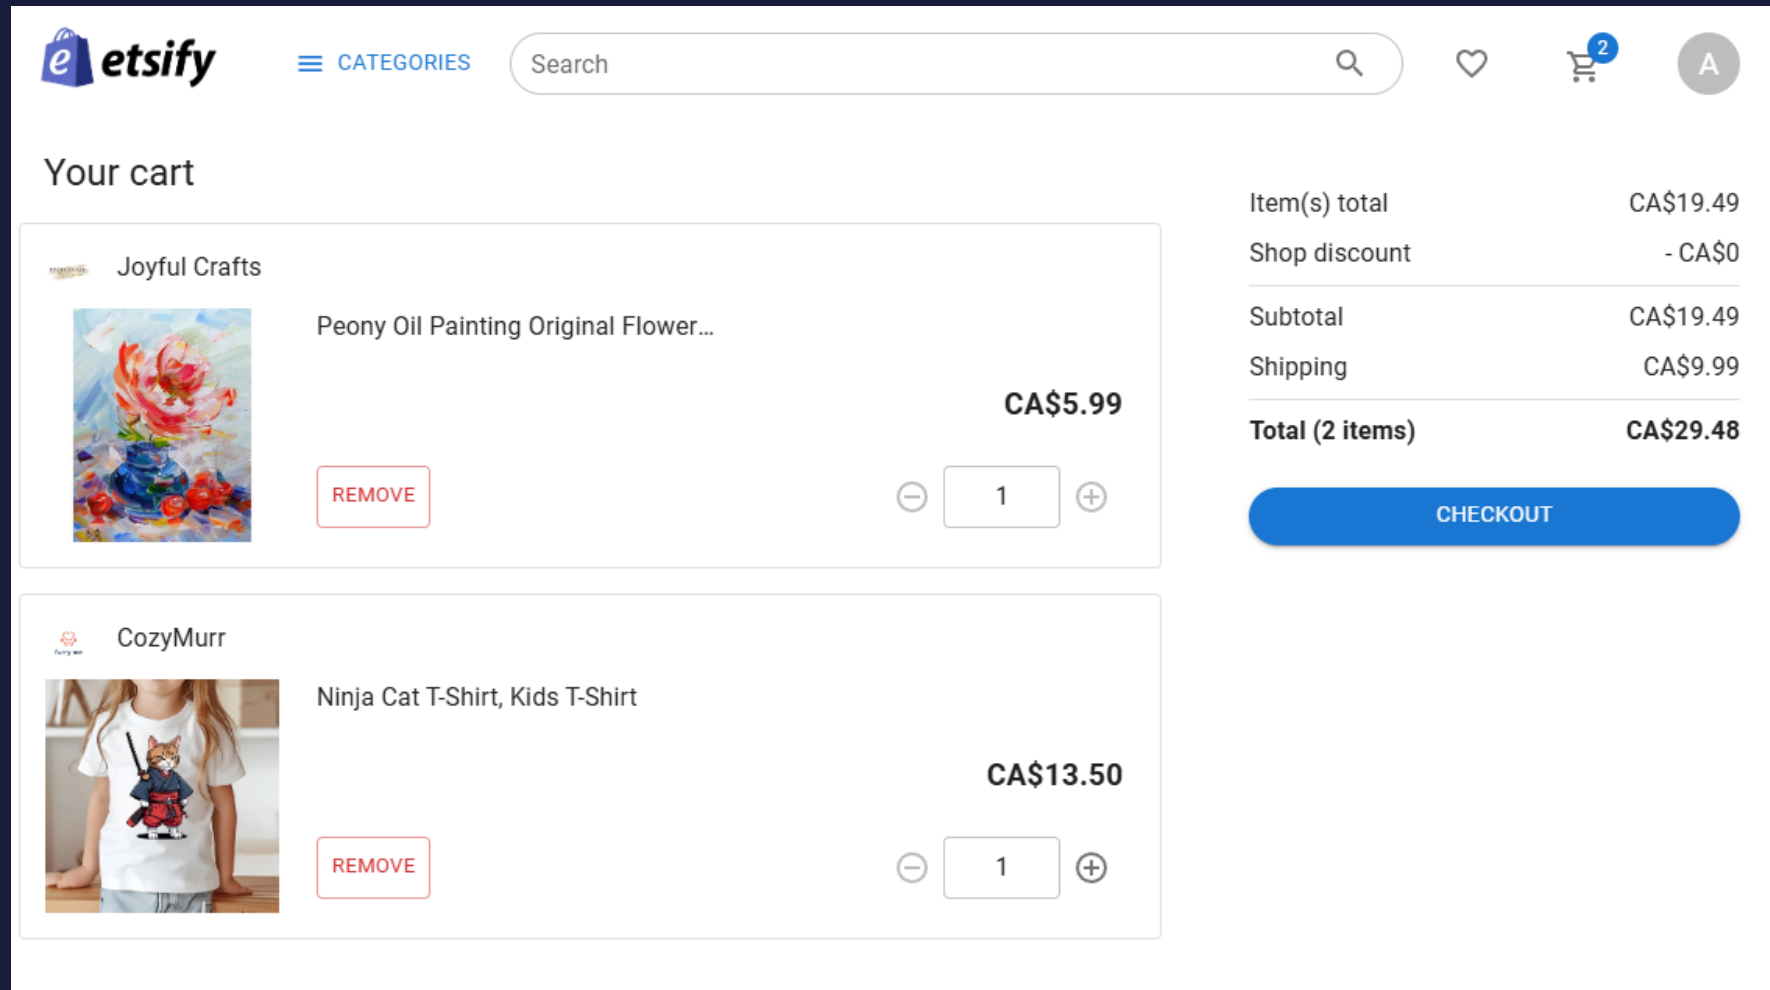 e etsify
CATEGORIES
Search
2
A
Your cart
Joyful Crafts
Peony Oil Painting Original Flower...
CA$5.99
REMOVE
1
CozyMurr
Ninja Cat T-Shirt, Kids T-Shirt
CA$13.50
REMOVE
1
Item(s) total CA$19.49
Shop discount - CA$0
Subtotal CA$19.49
Shipping CA$9.99
Total (2 items) CA$29.48
CHECKOUT